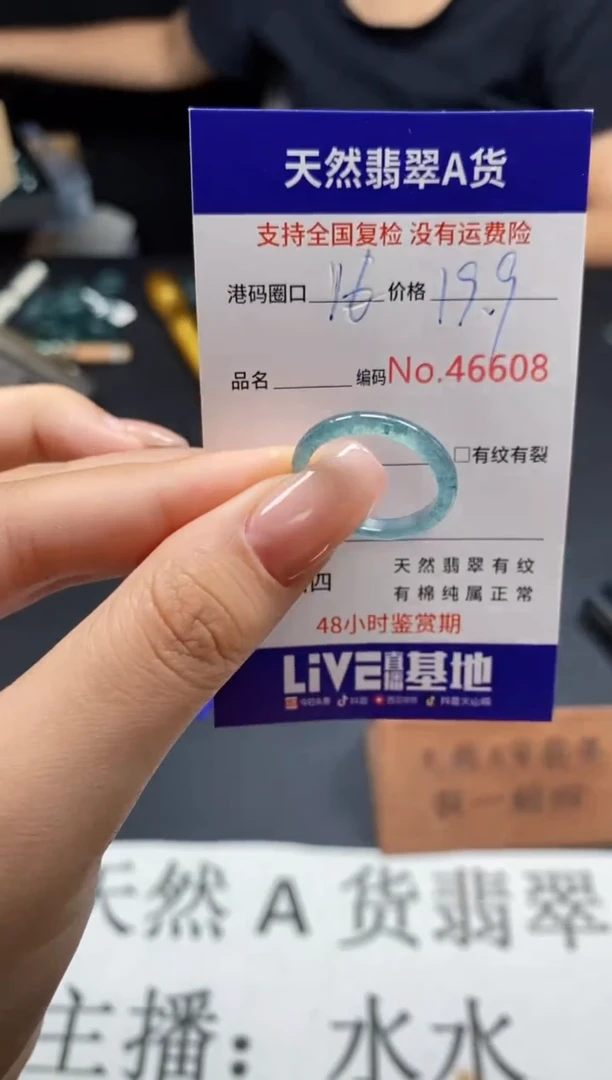 天然翡翠A货
支持全国复检 没有运费险
港码圈口 16 价格 19.9
品名 编码 No.46608
□有纹有裂
四 天然翡翠有纹
有棉纯属正常
48小时鉴赏期
LiVE直播基地
天然A货翡翠
主播：水水